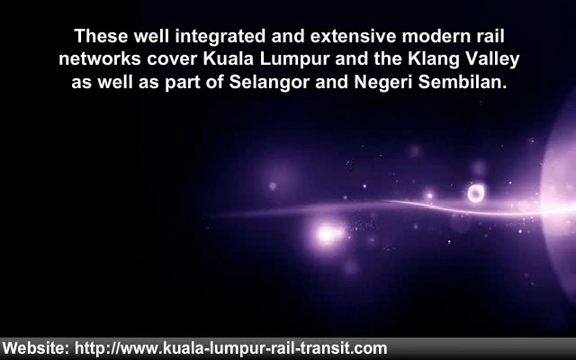 These well integrated and extensive modern rail
networks cover Kuala Lumpur and the Klang Valley
as well as part of Selangor and Negeri Sembilan.
Website: http://www.kuala-lumpur-rail-transit.com